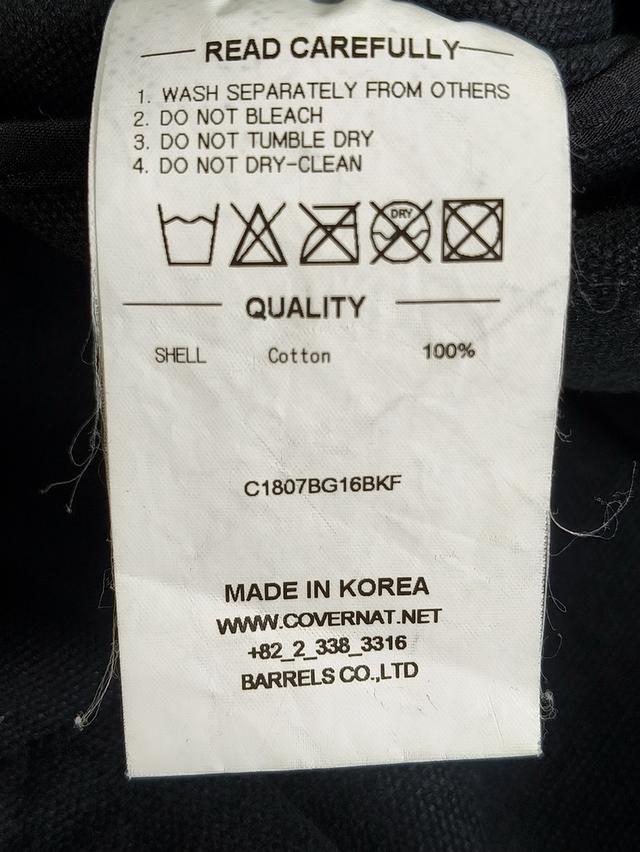 READ CAREFULLY
1. WASH SEPARATELY FROM OTHERS
2. DO NOT BLEACH
3. DO NOT TUMBLE DRY
4. DO NOT DRY-CLEAN
DRY
QUALITY
SHELL Cotton 100%
C1807BG16BKF
MADE IN KOREA
WWW.COVERNAT.NET
+82_2_338_3316
BARRELS CO.,LTD